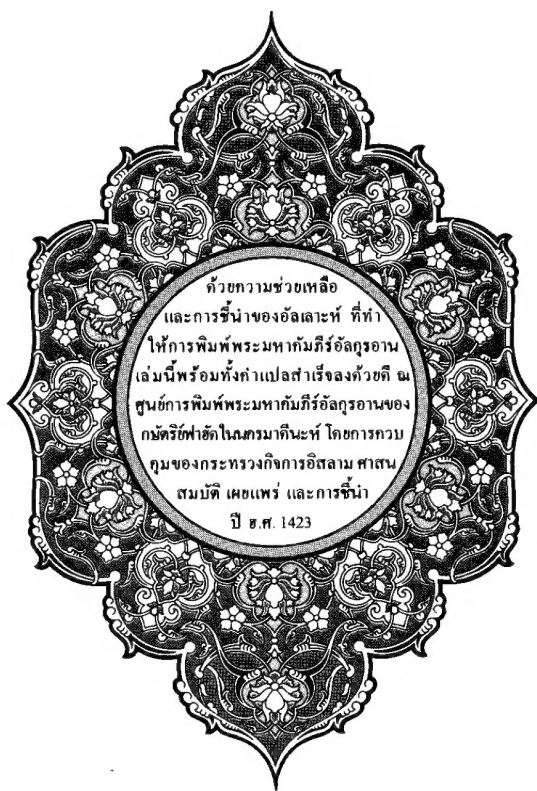 ด้วยความช่วยเหลือ
และการชี้นำของอัลเลาะห์ ที่ทำ
ให้การพิมพ์พระมหาคัมภีร์อัลกุรอาน
เล่มนี้พร้อมทั้งคำแปลสำเร็จลงด้วยดี ณ
ศูนย์การพิมพ์พระมหาคัมภีร์อัลกุรอานของ
กษัตริย์ฟาฮัดในนครมาดีนะห์ โดยการควบ
คุมของกระทรวงกิจการอิสลาม ศาสน
สมบัติ เผยแพร่ และการชี้นำ
ปี ฮ.ศ. 1423